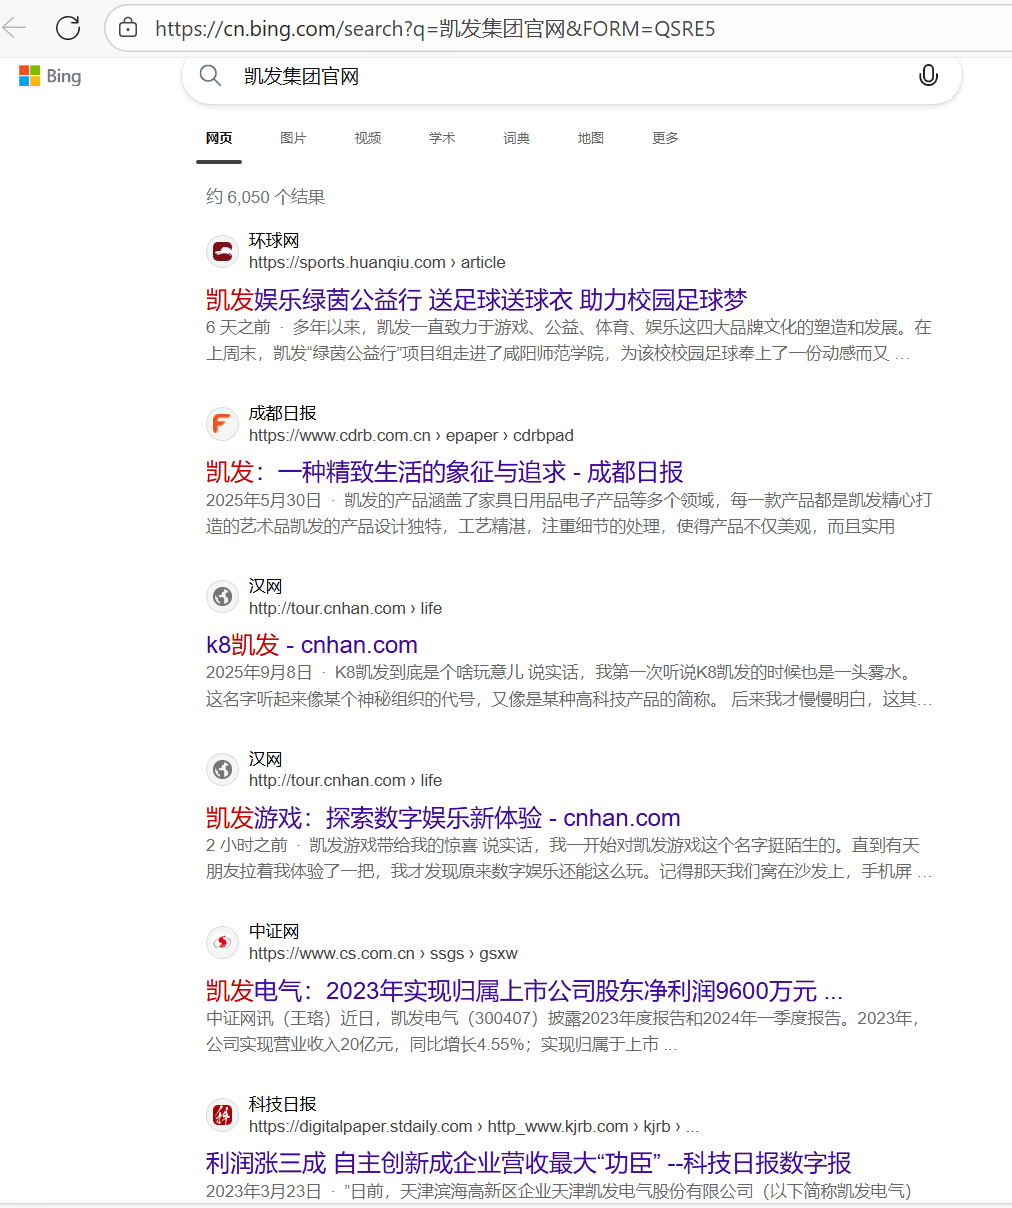 https://cn.bing.com/search?q=凯发集团官网&FORM=QSRE5
Bing
凯发集团官网
网页 图片 视频 学术 词典 地图 更多
约 6,050 个结果
环球网
https://sports.huanqiu.com › article
凯发娱乐绿茵公益行 送足球送球衣 助力校园足球梦
6 天之前 · 多年以来，凯发一直致力于游戏、公益、体育、娱乐这四大品牌文化的塑造和发展。在
上周末，凯发“绿茵公益行”项目组走进了咸阳师范学院，为该校校园足球奉上了一份动感而又 …
成都日报
https://www.cdrb.com.cn › epaper › cdrbpad
凯发：一种精致生活的象征与追求 - 成都日报
2025年5月30日 · 凯发的产品涵盖了家具日用品电子产品等多个领域，每一款产品都是凯发精心打
造的艺术品凯发的产品设计独特，工艺精湛，注重细节的处理，使得产品不仅美观，而且实用
汉网
http://tour.cnhan.com › life
k8凯发 - cnhan.com
2025年9月8日 · K8凯发到底是个啥玩意儿 说实话，我第一次听说K8凯发的时候也是一头雾水。
这名字听起来像某个神秘组织的代号，又像是某种高科技产品的简称。 后来我才慢慢明白，这其…
汉网
http://tour.cnhan.com › life
凯发游戏：探索数字娱乐新体验 - cnhan.com
2 小时之前 · 凯发游戏带给我的惊喜 说实话，我一开始对凯发游戏这个名字挺陌生的。直到有天
朋友拉着我体验了一把，我才发现原来数字娱乐还能这么玩。记得那天我们窝在沙发上，手机屏 …
中证网
https://www.cs.com.cn › ssgs › gsxw
凯发电气：2023年实现归属上市公司股东净利润9600万元 ...
中证网讯（王珞）近日，凯发电气（300407）披露2023年度报告和2024年一季度报告。2023年，
公司实现营业收入20亿元，同比增长4.55%；实现归属于上市 ...
科技日报
https://digitalpaper.stdaily.com › http_www.kjrb.com › kjrb › ...
利润涨三成 自主创新成企业营收最大“功臣” --科技日报数字报
2023年3月23日 · ”日前，天津滨海高新区企业天津凯发电气股份有限公司（以下简称凯发电气）